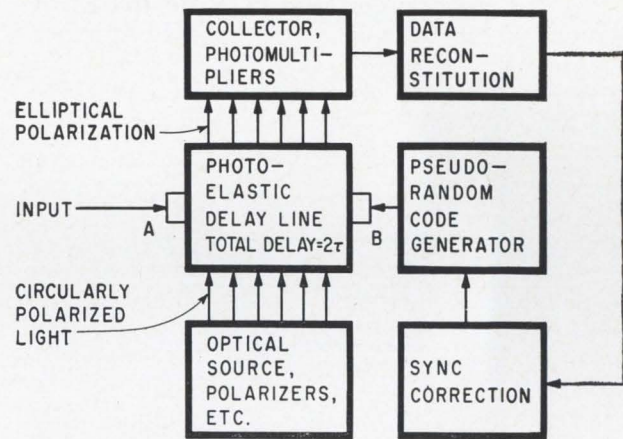 COLLECTOR,
PHOTOMULTI-
PLIERS
DATA
RECON-
STITUTION
ELLIPTICAL
POLARIZATION
PHOTO-
ELASTIC
DELAY LINE
TOTAL DELAY=2τ
INPUT
A
B
PSEUDO-
RANDOM
CODE
GENERATOR
CIRCULARLY
POLARIZED
LIGHT
OPTICAL
SOURCE,
POLARIZERS,
ETC.
SYNC
CORRECTION